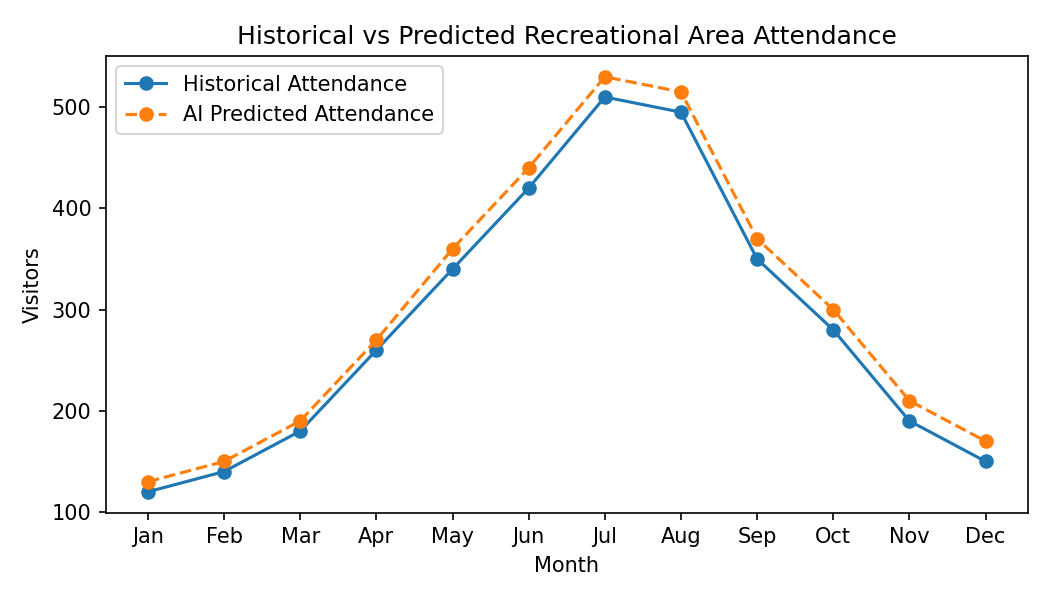 Historical vs Predicted Recreational Area Attendance
Historical Attendance
AI Predicted Attendance
Visitors
500
400
300
200
100
Jan Feb Mar Apr May Jun Jul Aug Sep Oct Nov Dec
Month